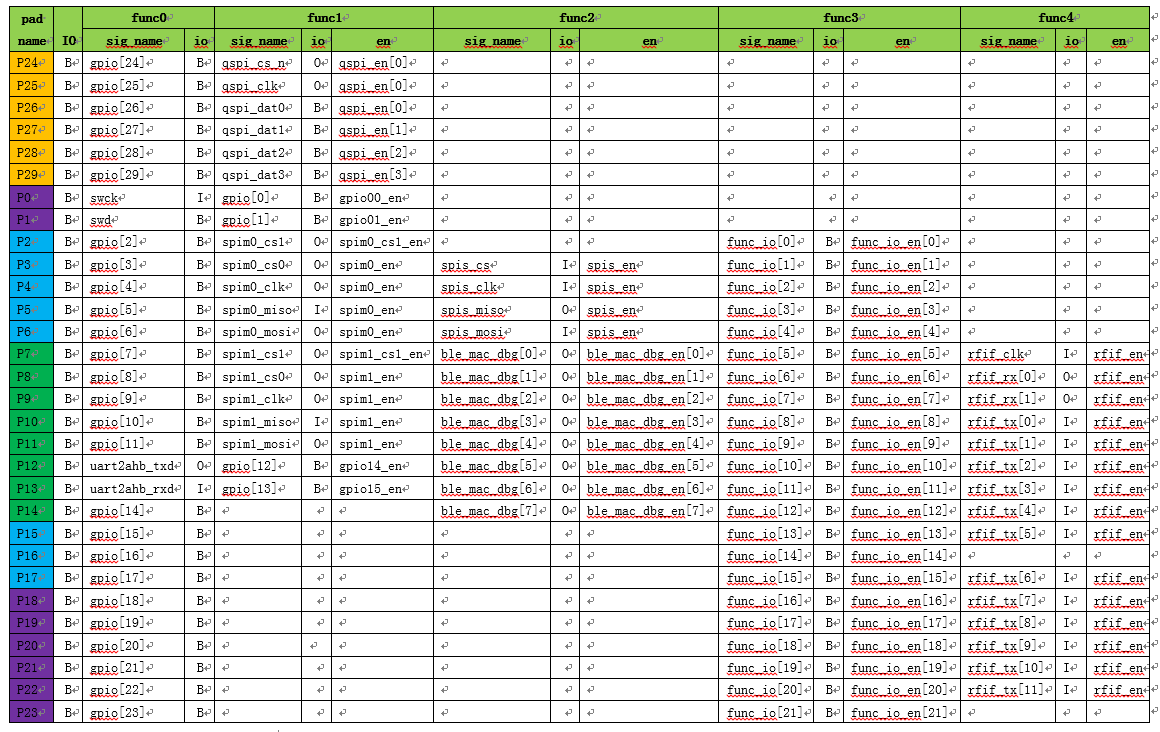 pad name IO func0 func1 func2 func3 func4
sig_name io sig_name io en sig_name io en sig_name io en sig_name io en
P24 B gpio[24] B qspi_cs_n O qspi_en[0]
P25 B gpio[25] B qspi_clk O qspi_en[0]
P26 B gpio[26] B qspi_dat0 B qspi_en[0]
P27 B gpio[27] B qspi_dat1 B qspi_en[1]
P28 B gpio[28] B qspi_dat2 B qspi_en[2]
P29 B gpio[29] B qspi_dat3 B qspi_en[3]
P0 B swck I gpio[0] B gpio00_en
P1 B swd B gpio[1] B gpio01_en
P2 B gpio[2] B spim0_cs1 O spim0_cs1_en func_io[0] B func_io_en[0]
P3 B gpio[3] B spim0_cs0 O spim0_en spis_cs I spis_en func_io[1] B func_io_en[1]
P4 B gpio[4] B spim0_clk O spim0_en spis_clk I spis_en func_io[2] B func_io_en[2]
P5 B gpio[5] B spim0_miso I spim0_en spis_miso O spis_en func_io[3] B func_io_en[3]
P6 B gpio[6] B spim0_mosi O spim0_en spis_mosi I spis_en func_io[4] B func_io_en[4]
P7 B gpio[7] B spim1_cs1 O spim1_cs1_en ble_mac_dbg[0] O ble_mac_dbg_en[0] func_io[5] B func_io_en[5] rfif_clk I rfif_en
P8 B gpio[8] B spim1_cs0 O spim1_en ble_mac_dbg[1] O ble_mac_dbg_en[1] func_io[6] B func_io_en[6] rfif_rx[0] O rfif_en
P9 B gpio[9] B spim1_clk O spim1_en ble_mac_dbg[2] O ble_mac_dbg_en[2] func_io[7] B func_io_en[7] rfif_rx[1] O rfif_en
P10 B gpio[10] B spim1_miso I spim1_en ble_mac_dbg[3] O ble_mac_dbg_en[3] func_io[8] B func_io_en[8] rfif_tx[0] I rfif_en
P11 B gpio[11] B spim1_mosi O spim1_en ble_mac_dbg[4] O ble_mac_dbg_en[4] func_io[9] B func_io_en[9] rfif_tx[1] I rfif_en
P12 B uart2ahb_txd O gpio[12] B gpio14_en ble_mac_dbg[5] O ble_mac_dbg_en[5] func_io[10] B func_io_en[10] rfif_tx[2] I rfif_en
P13 B uart2ahb_rxd I gpio[13] B gpio15_en ble_mac_dbg[6] O ble_mac_dbg_en[6] func_io[11] B func_io_en[11] rfif_tx[3] I rfif_en
P14 B gpio[14] B ble_mac_dbg[7] O ble_mac_dbg_en[7] func_io[12] B func_io_en[12] rfif_tx[4] I rfif_en
P15 B gpio[15] B func_io[13] B func_io_en[13] rfif_tx[5] I rfif_en
P16 B gpio[16] B func_io[14] B func_io_en[14]
P17 B gpio[17] B func_io[15] B func_io_en[15] rfif_tx[6] I rfif_en
P18 B gpio[18] B func_io[16] B func_io_en[16] rfif_tx[7] I rfif_en
P19 B gpio[19] B func_io[17] B func_io_en[17] rfif_tx[8] I rfif_en
P20 B gpio[20] B func_io[18] B func_io_en[18] rfif_tx[9] I rfif_en
P21 B gpio[21] B func_io[19] B func_io_en[19] rfif_tx[10] I rfif_en
P22 B gpio[22] B func_io[20] B func_io_en[20] rfif_tx[11] I rfif_en
P23 B gpio[23] B func_io[21] B func_io_en[21]